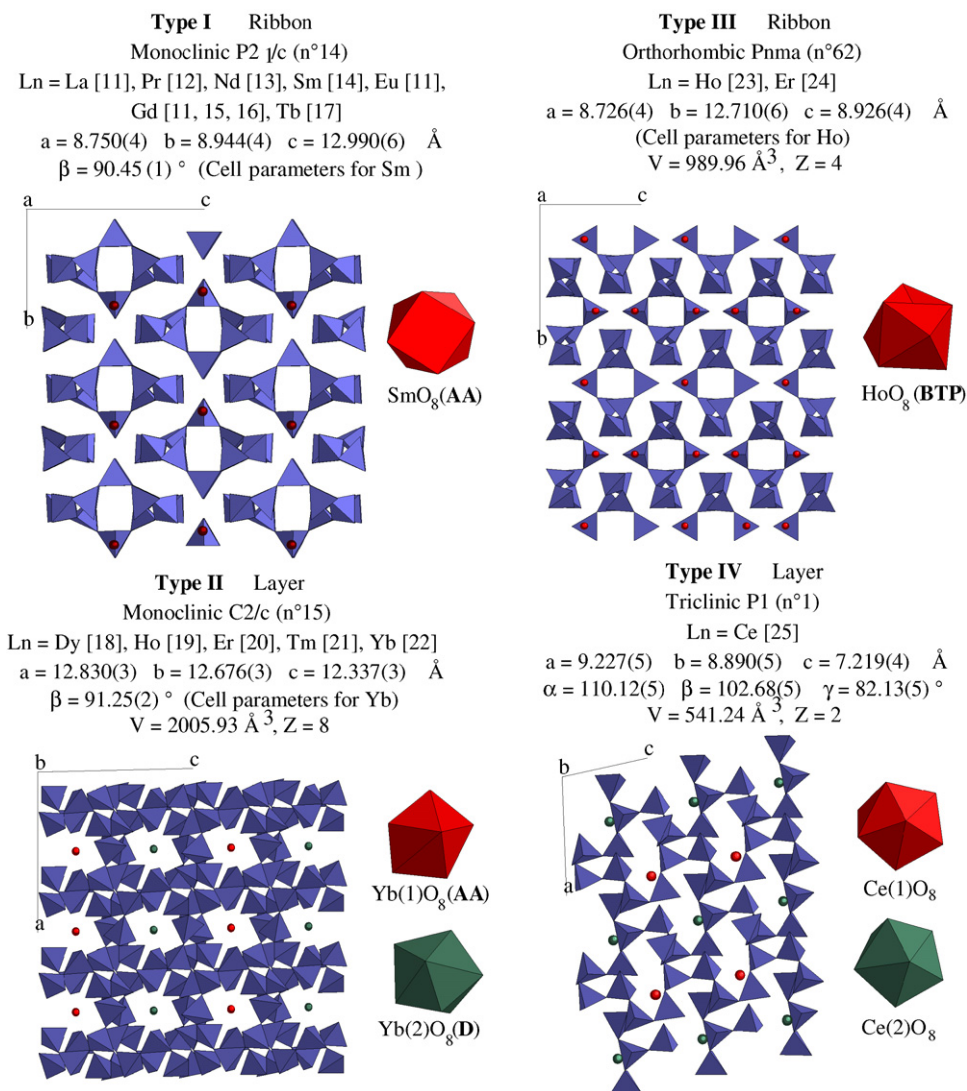 Type I Ribbon
Monoclinic P2 1/c (n°14)
Ln = La [11], Pr [12], Nd [13], Sm [14], Eu [11],
Gd [11, 15, 16], Tb [17]
a = 8.750(4) b = 8.944(4) c = 12.990(6) Å
β = 90.45 (1) ° (Cell parameters for Sm )
a
c
b
SmO8(AA)
Type III Ribbon
Orthorhombic Pnma (n°62)
Ln = Ho [23], Er [24]
a = 8.726(4) b = 12.710(6) c = 8.926(4) Å
(Cell parameters for Ho)
V = 989.96 Å3, Z = 4
a
c
b
HoO8(BTP)
Type II Layer
Monoclinic C2/c (n°15)
Ln = Dy [18], Ho [19], Er [20], Tm [21], Yb [22]
a = 12.830(3) b = 12.676(3) c = 12.337(3) Å
β = 91.25(2) ° (Cell parameters for Yb)
V = 2005.93 Å3, Z = 8
b
c
a
Yb(1)O8(AA)
Yb(2)O8(D)
Type IV Layer
Triclinic P1 (n°1)
Ln = Ce [25]
a = 9.227(5) b = 8.890(5) c = 7.219(4) Å
α = 110.12(5) β = 102.68(5) γ = 82.13(5) °
V = 541.24 Å3, Z = 2
c
b
a
Ce(1)O8
Ce(2)O8